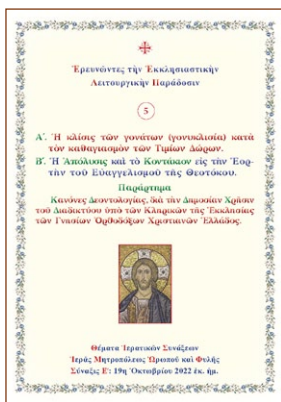 Ἐρευνῶντες τὴν Ἐκκλησιαστικὴν
Λειτουργικὴν Παράδοσιν
5
Α΄. Ἡ κλίσις τῶν γονάτων (γονυκλισία) κατὰ
τὸν καθαγιασμὸν τῶν Τιμίων Δώρων.
Β΄. Ἡ Ἀπόλυσις καὶ τὸ Κοντάκιον εἰς τὴν Ἑορ-
τὴν τοῦ Εὐαγγελισμοῦ τῆς Θεοτόκου.
Παράρτημα
Κανόνες Δεοντολογίας, διὰ τὴν Δημοσίαν Χρῆσιν
τοῦ Διαδικτύου ὑπὸ τῶν Κληρικῶν τῆς Ἐκκλησίας
τῶν Γνησίων Ὀρθοδόξων Χριστιανῶν Ἑλλάδος.
Θέματα Ἱερατικῶν Συνάξεων
Ἱερᾶς Μητροπόλεως Ὠρωποῦ καὶ Φυλῆς
Σύναξις Ε΄: 19η Ὀκτωβρίου 2022 ἐκ. ἡμ.